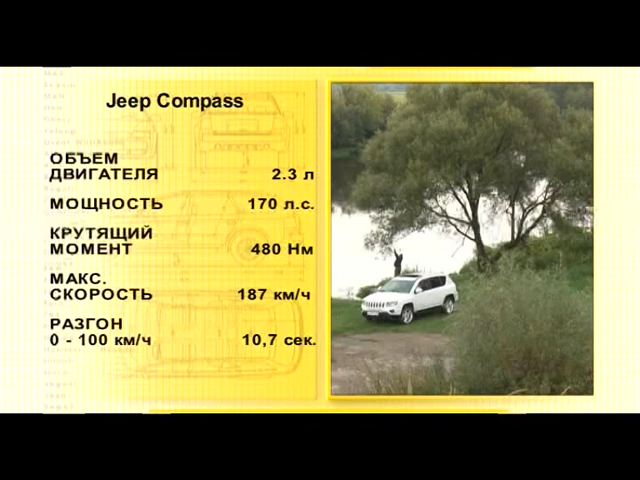 Jeep Compass
ОБЪЕМ
ДВИГАТЕЛЯ 2.3 л
МОЩНОСТЬ 170 л.с.
КРУТЯЩИЙ
МОМЕНТ 480 Нм
МАКС.
СКОРОСТЬ 187 км/ч
РАЗГОН
0 - 100 км/ч 10,7 сек.